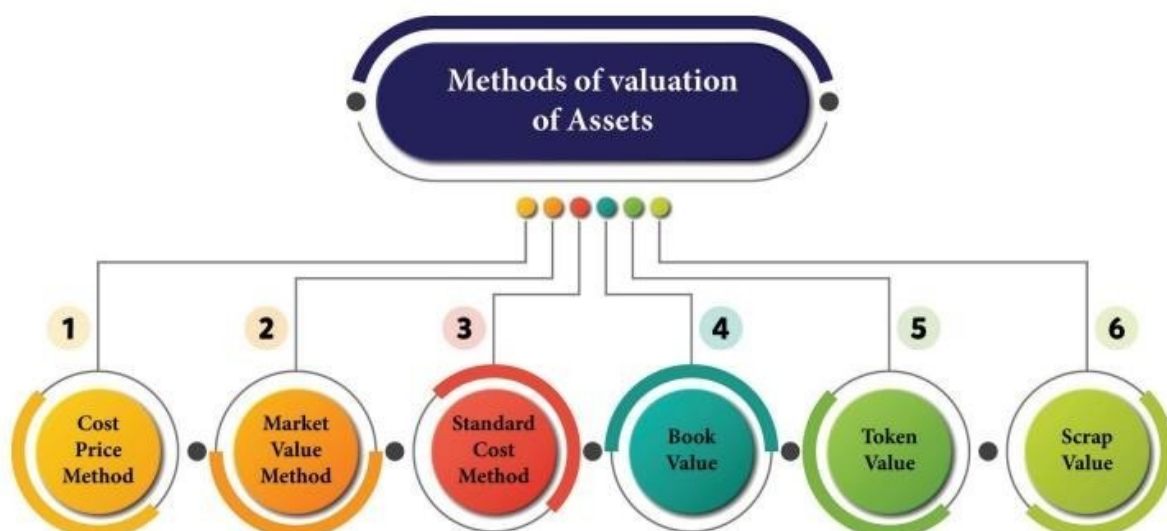 Methods of valuation
of Assets
1
2
3
4
5
6
Cost
Price
Method
Market
Value
Method
Standard
Cost
Method
Book
Value
Token
Value
Scrap
Value